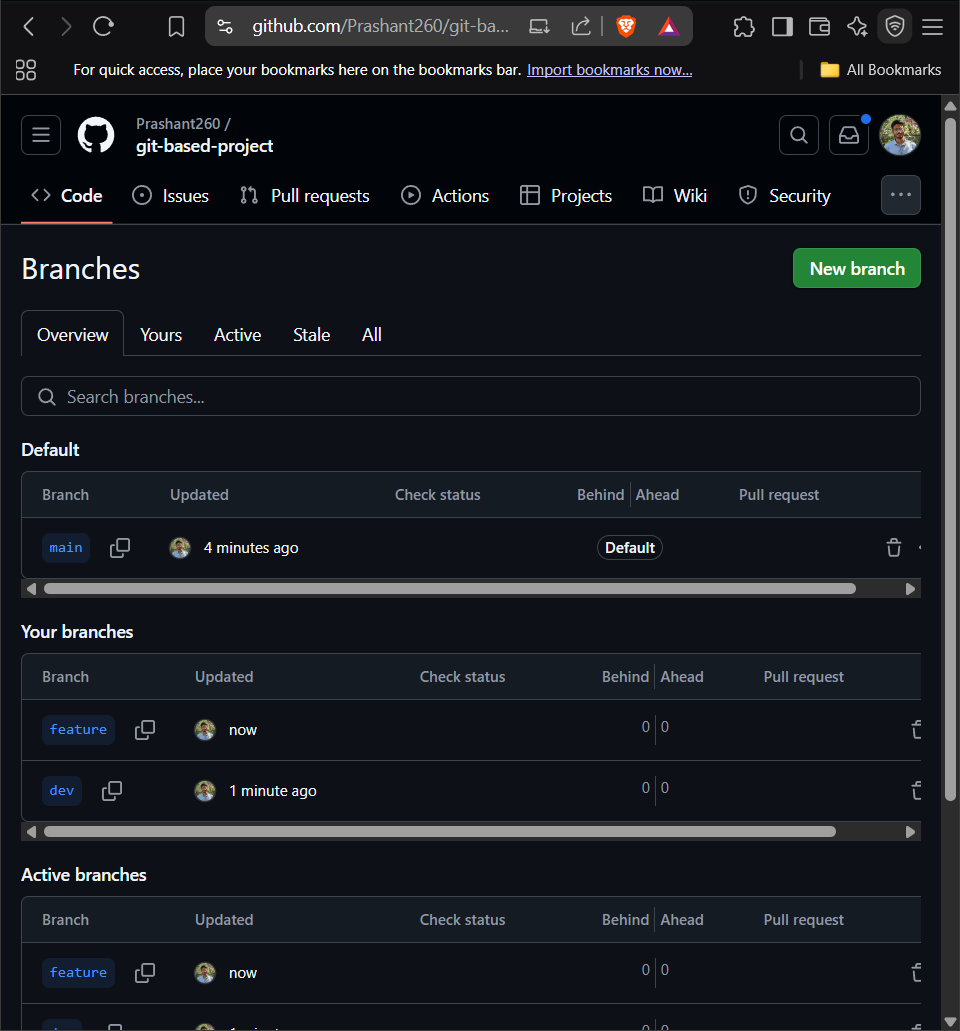 github.com/Prashant260/git-ba...
For quick access, place your bookmarks here on the bookmarks bar. Import bookmarks now... All Bookmarks
Prashant260 /
git-based-project
Code Issues Pull requests Actions Projects Wiki Security
Branches New branch
Overview Yours Active Stale All
Search branches...
Default
Branch Updated Check status Behind Ahead Pull request
main 4 minutes ago Default
Your branches
Branch Updated Check status Behind Ahead Pull request
feature now 0 0
dev 1 minute ago 0 0
Active branches
Branch Updated Check status Behind Ahead Pull request
feature now 0 0